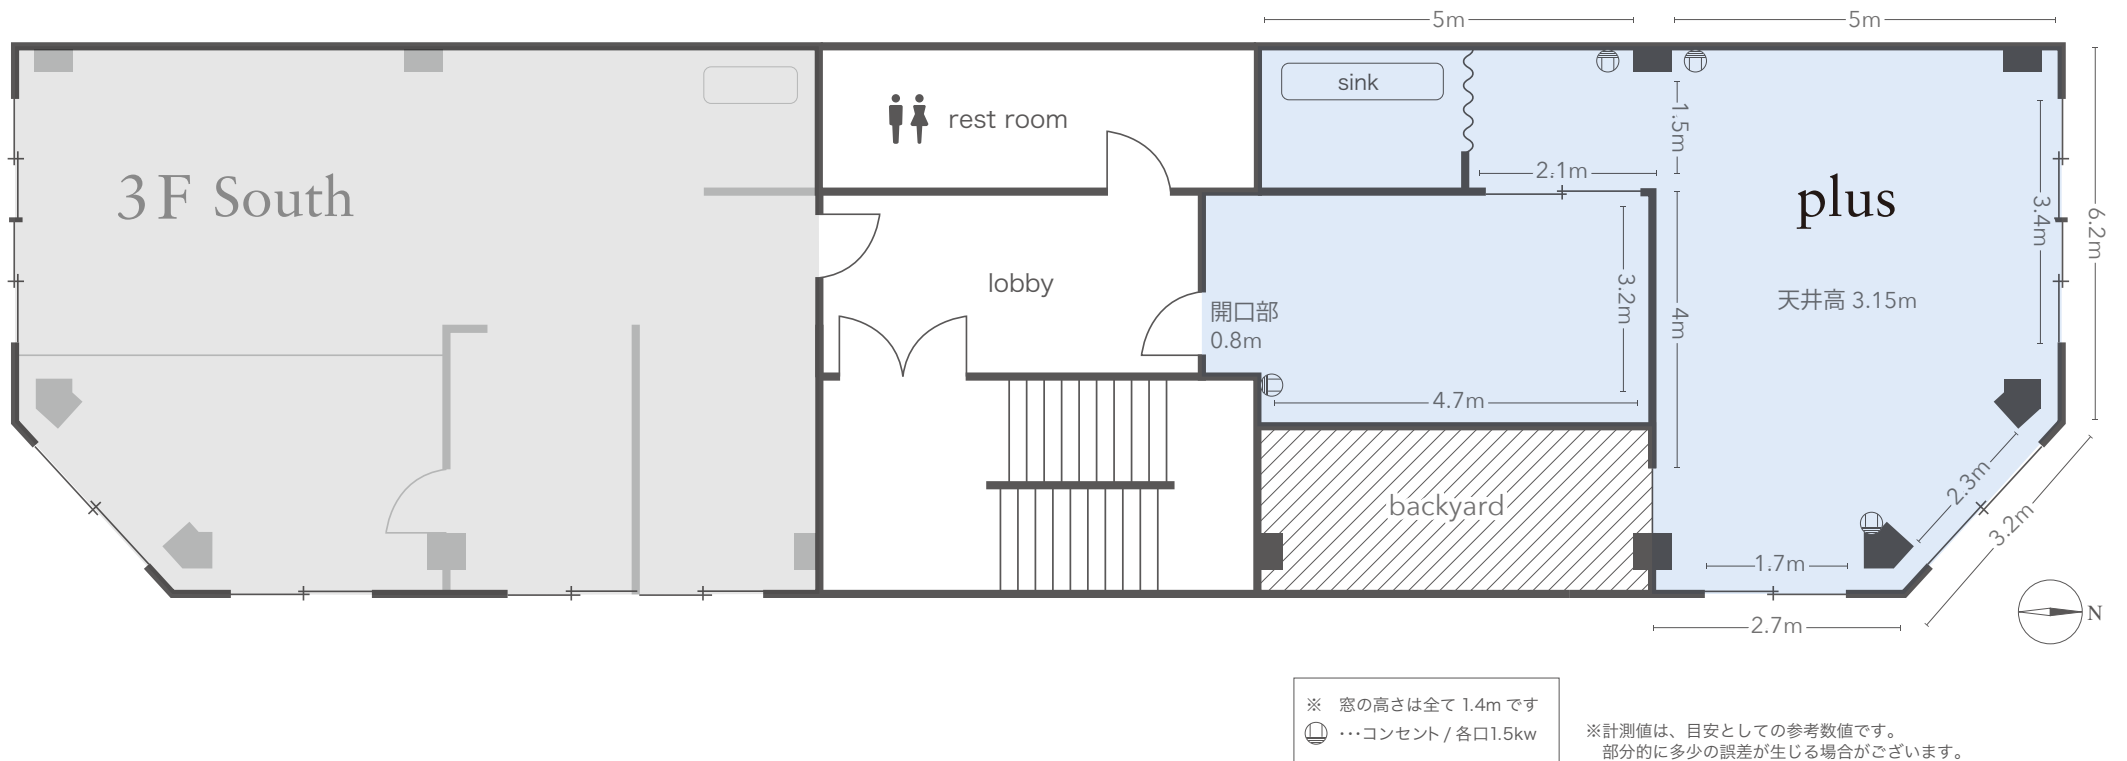 5m
5m
sink
rest room
1.5m
2.1m
3F South
plus
3.4m
6.2m
lobby
3.2m
天井高 3.15m
開口部
0.8m
4m
4.7m
backyard
2.3m
3.2m
1.7m
2.7m
N
※ 窓の高さは全て 1.4m です
･･･コンセント / 各口1.5kw
※計測値は、目安としての参考数値です。
部分的に多少の誤差が生じる場合がございます。